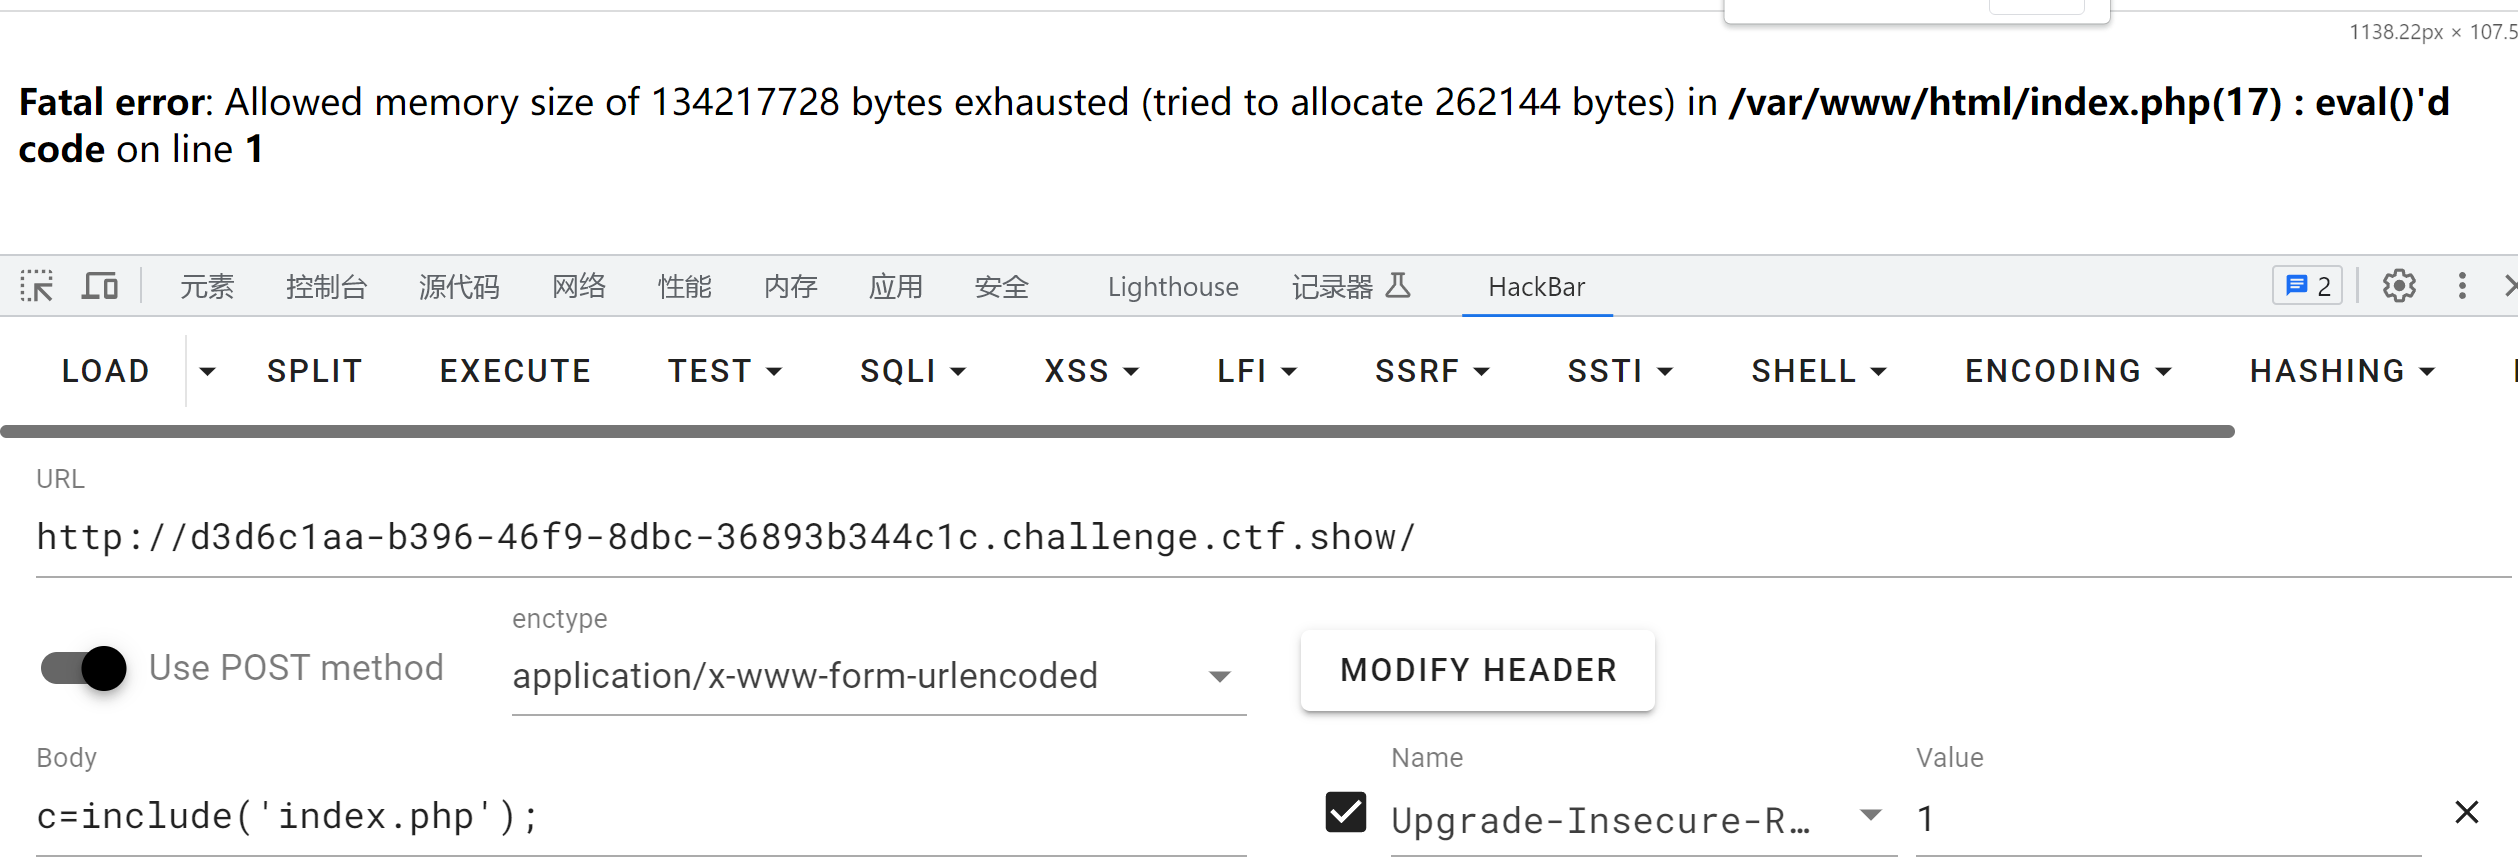 1138.22px × 107.5
Fatal error: Allowed memory size of 134217728 bytes exhausted (tried to allocate 262144 bytes) in /var/www/html/index.php(17) : eval()'d
code on line 1
元素 控制台 源代码 网络 性能 内存 应用 安全 Lighthouse 记录器 HackBar 2
LOAD SPLIT EXECUTE TEST SQLI XSS LFI SSRF SSTI SHELL ENCODING HASHING
URL
http://d3d6c1aa-b396-46f9-8dbc-36893b344c1c.challenge.ctf.show/
enctype
Use POST method application/x-www-form-urlencoded MODIFY HEADER
Body Name Value
c=include('index.php'); Upgrade-Insecure-R… 1